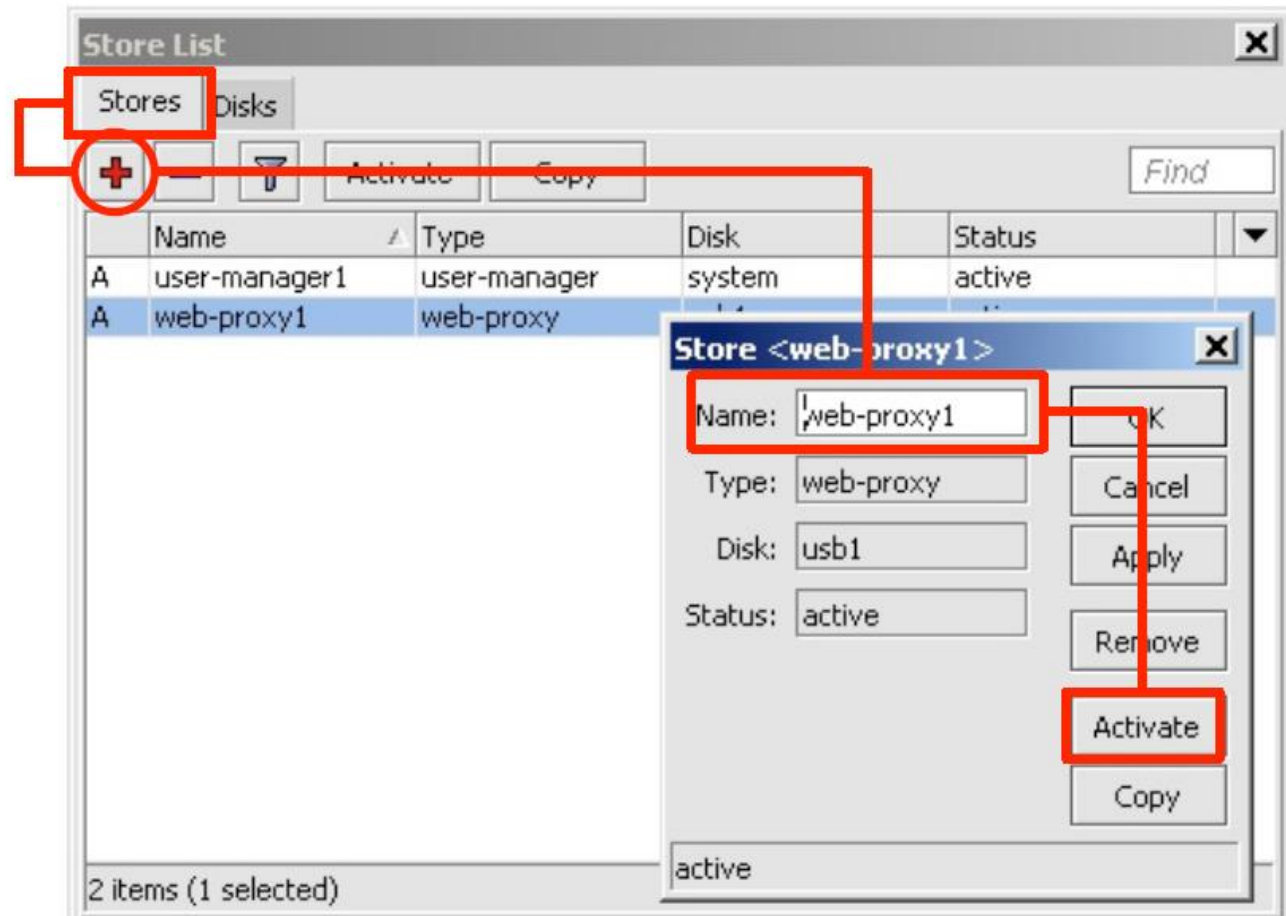 Store List
Stores Disks
Activate Copy Find
Name Type Disk Status
A user-manager1 user-manager system active
A web-proxy1 web-proxy
Store <web-proxy1>
Name: web-proxy1 OK
Type: web-proxy Cancel
Disk: usb1 Apply
Status: active Remove
Activate
Copy
active
2 items (1 selected)